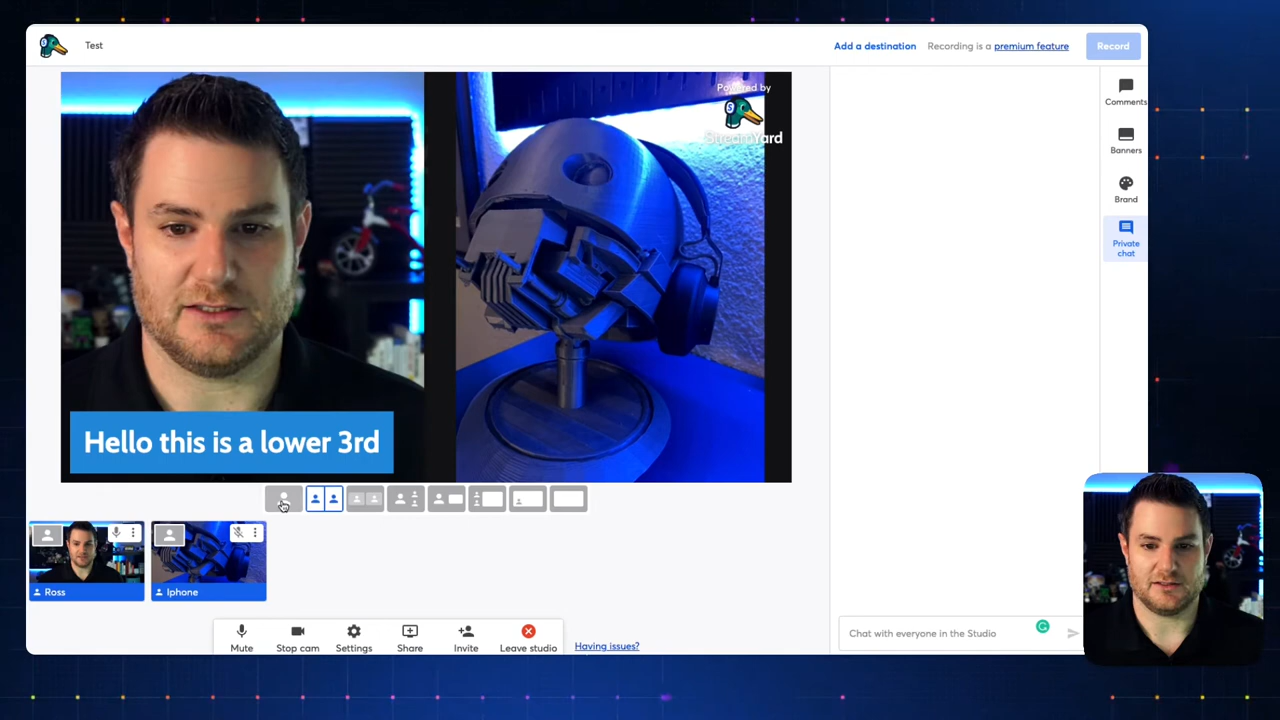 Test
Add a destination
Recording is a premium feature
Record
Powered by
StreamYard
Comments
Banners
Brand
Private
chat
Hello this is a lower 3rd
Ross
Iphone
Mute
Stop cam
Settings
Share
Invite
Leave studio
Having issues?
Chat with everyone in the Studio